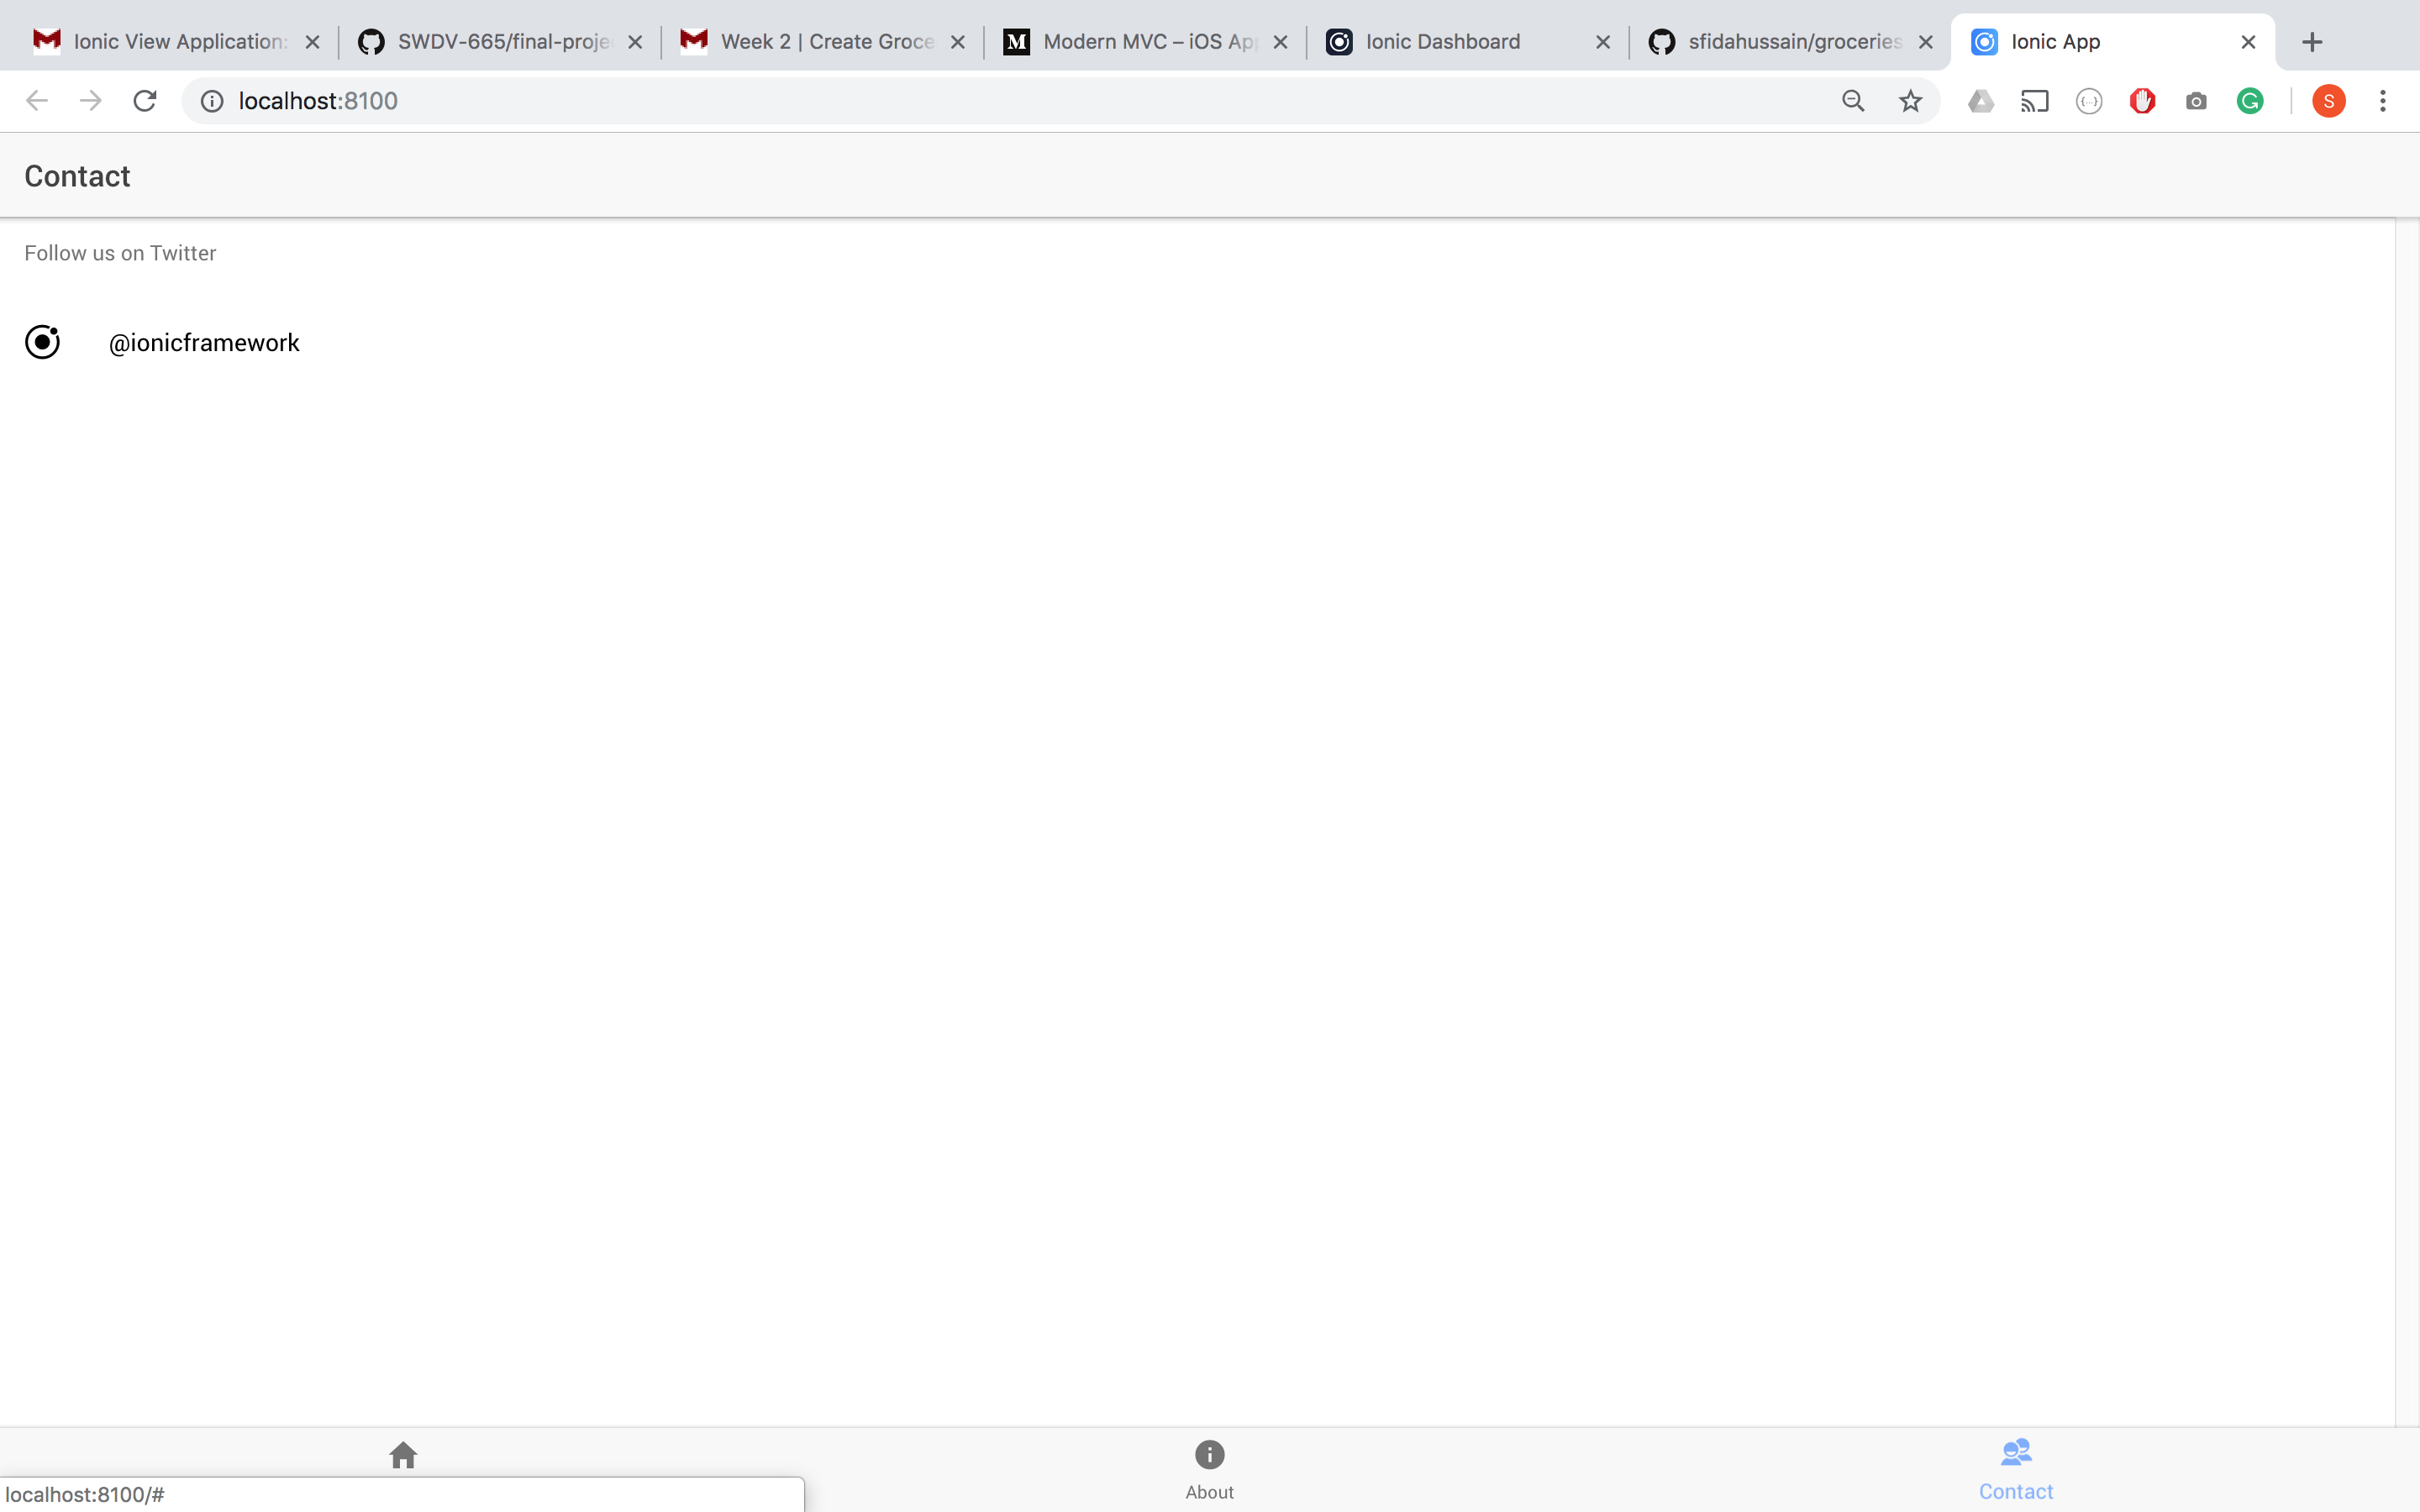 Ionic View Application:
SWDV-665/final-proje
Week 2 | Create Groce
M
Modern MVC – iOS App
Ionic Dashboard
sfidahussain/groceries
Ionic App
localhost:8100
S
Contact
Follow us on Twitter
@ionicframework
localhost:8100/#
About
Contact